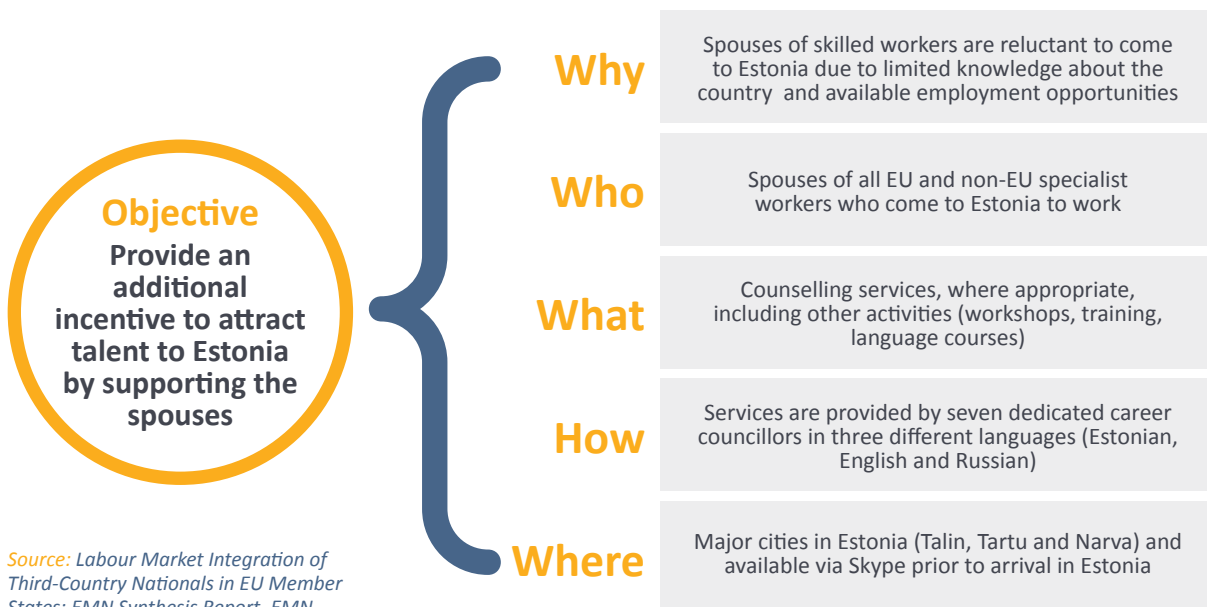 Objective
Provide an
additional
incentive to attract
talent to Estonia
by supporting the
spouses
Why
Spouses of skilled workers are reluctant to come
to Estonia due to limited knowledge about the
country and available employment opportunities
Who
Spouses of all EU and non-EU specialist
workers who come to Estonia to work
What
Counselling services, where appropriate,
including other activities (workshops, training,
language courses)
How
Services are provided by seven dedicated career
councillors in three different languages (Estonian,
English and Russian)
Where
Major cities in Estonia (Talin, Tartu and Narva) and
available via Skype prior to arrival in Estonia
Source: Labour Market Integration of
Third-Country Nationals in EU Member
States: EMN Synthesis Report, EMN